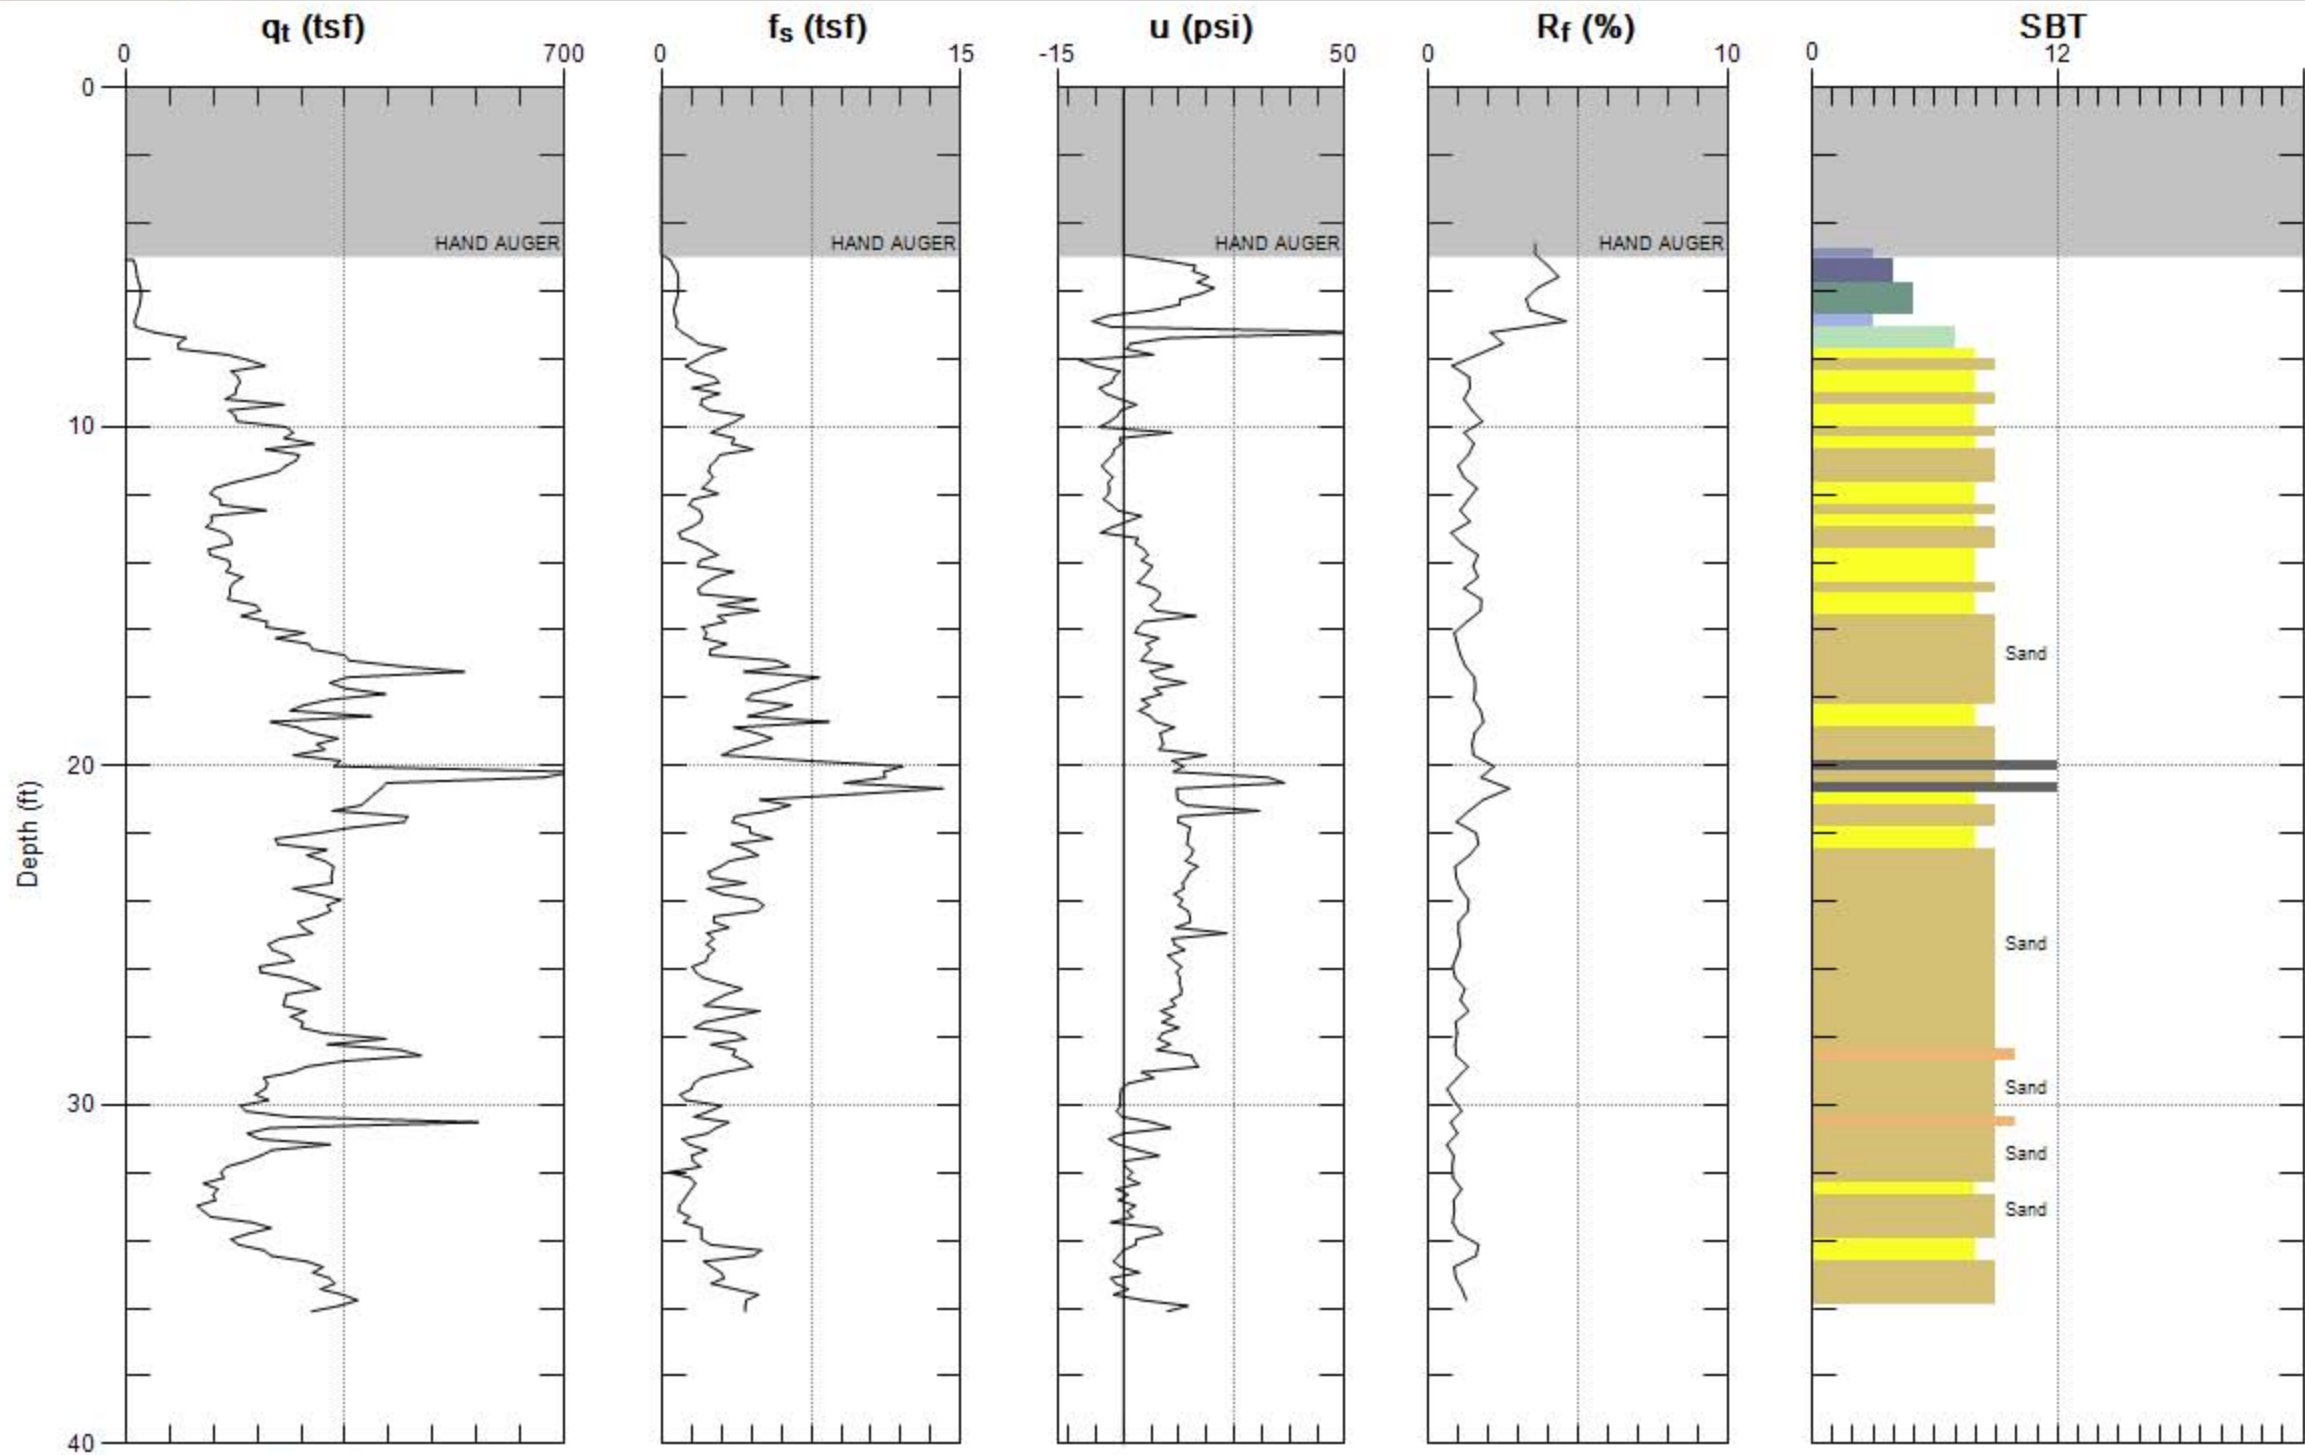 qt (tsf) fs (tsf) u (psi) Rf (%) SBT
0 700 0 15 -15 50 0 10 0 12
0
HAND AUGER HAND AUGER HAND AUGER HAND AUGER
10
Sand
20
Depth (ft)
Sand
Sand
30
Sand
Sand
40